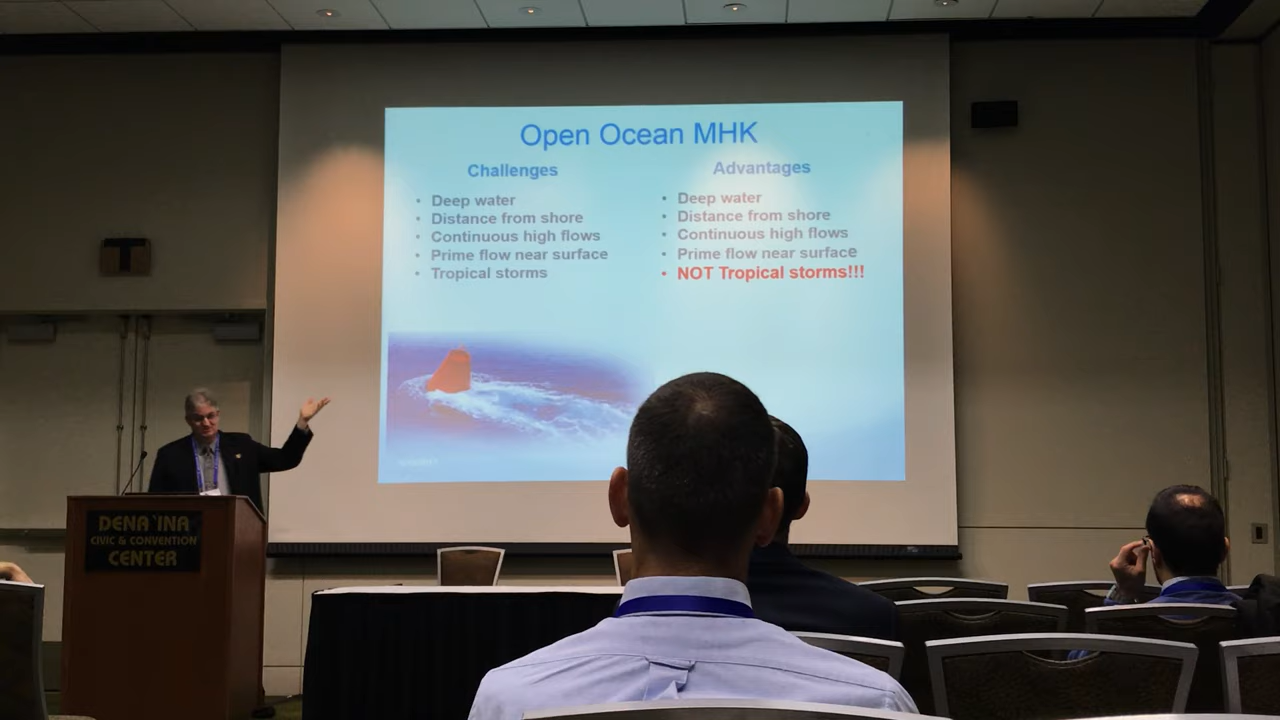 Open Ocean MHK
Challenges
• Deep water
• Distance from shore
• Continuous high flows
• Prime flow near surface
• Tropical storms
Advantages
• Deep water
• Distance from shore
• Continuous high flows
• Prime flow near surface
• NOT Tropical storms!!!
DENA'INA
CIVIC & CONVENTION
CENTER